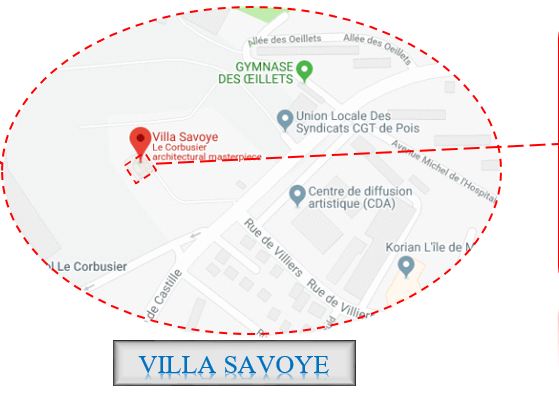 Allée des Oeillets
Allée des Oeillets
GYMNASE
DES ŒILLETS
Union Locale Des
Syndicats CGT de Pois
Villa Savoye
Le Corbusier
architectural masterpiece
Avenue Michel de l'Hospital
Centre de diffusion
artistique (CDA)
Rue de Villiers
Korian L'île de M
Le Corbusier
de Castille
Rue de Villiers
VILLA SAVOYE